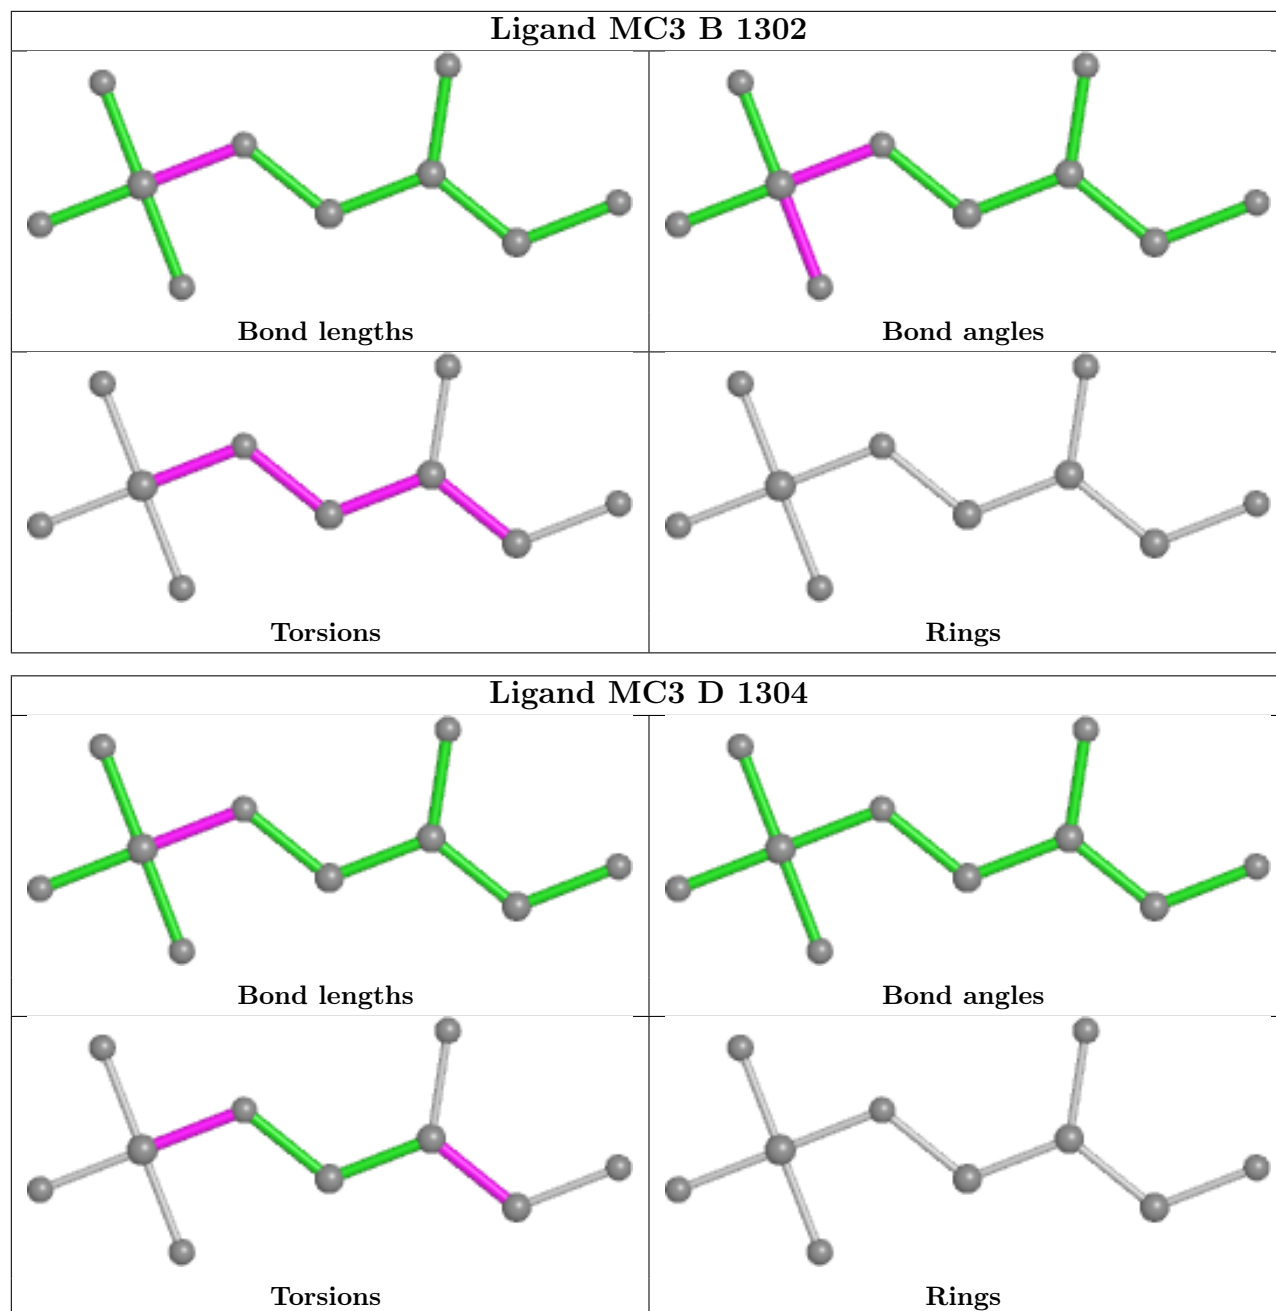 Ligand MC3 B 1302
Bond lengths
Bond angles
Torsions
Rings
Ligand MC3 D 1304
Bond lengths
Bond angles
Torsions
Rings